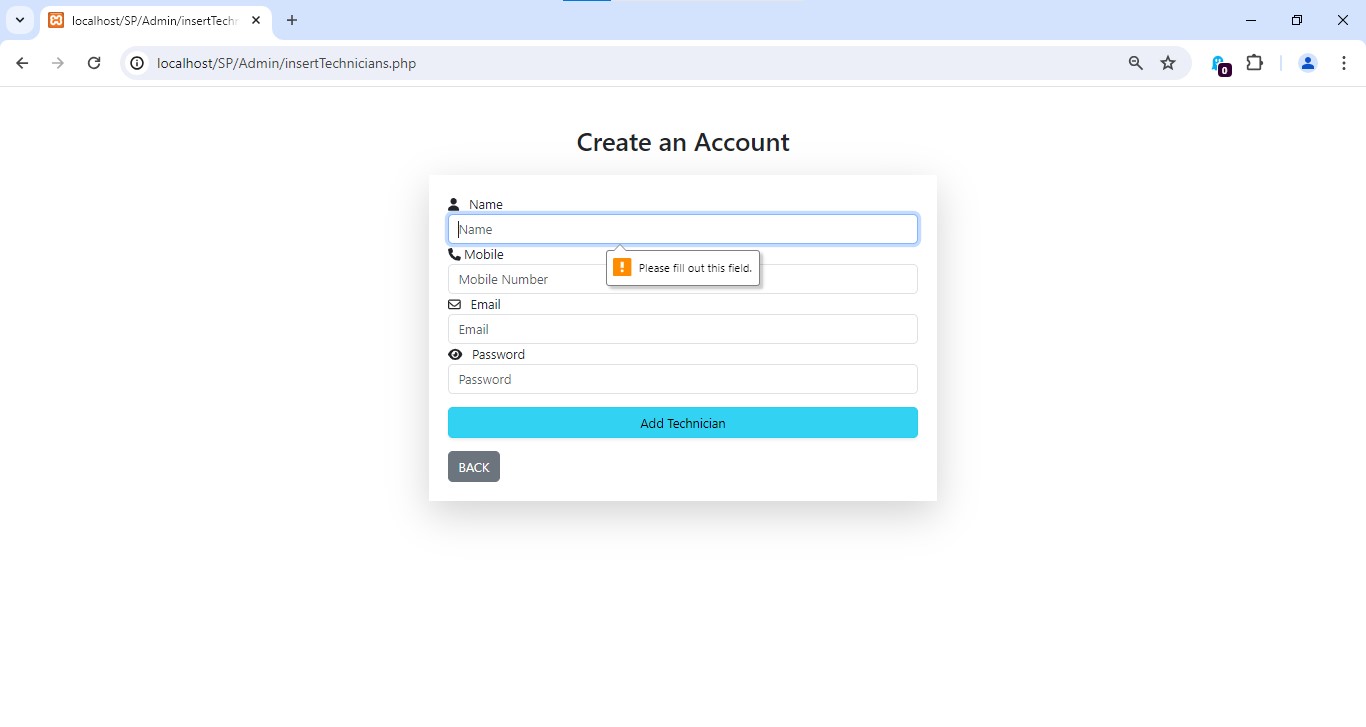 localhost/SP/Admin/insertTechn
localhost/SP/Admin/insertTechnicians.php
0
Create an Account
Name
Name
Mobile
Please fill out this field.
Mobile Number
Email
Email
Password
Password
Add Technician
BACK